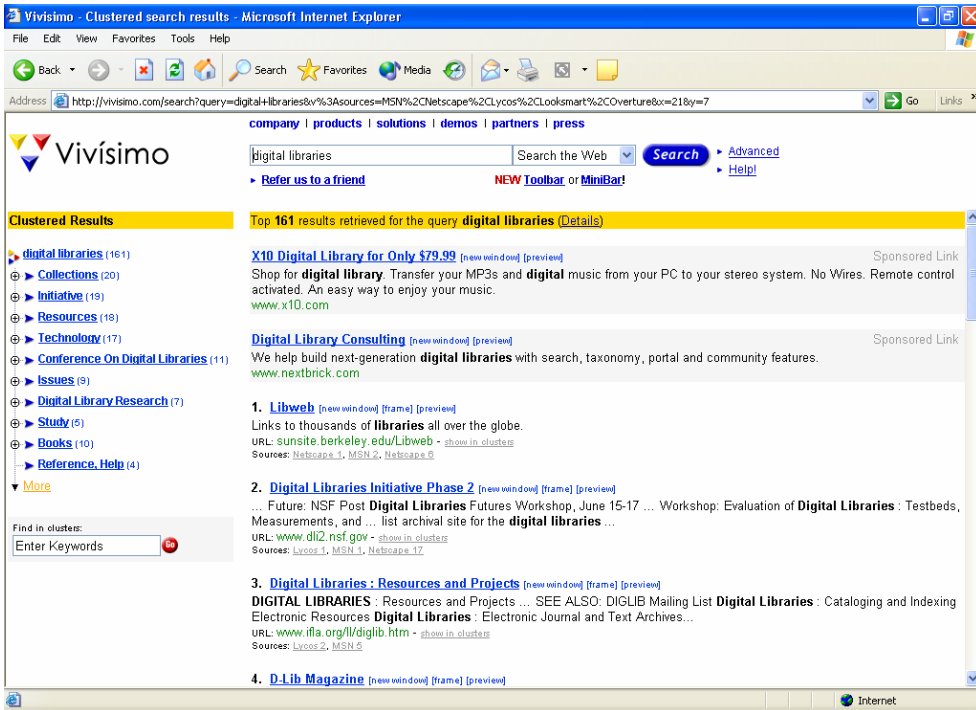 Vivisimo - Clustered search results - Microsoft Internet Explorer
File Edit View Favorites Tools Help
Back Search Favorites Media
Address http://vivisimo.com/search?query=digital+libraries&v%3Asources=MSN%2CNetscape%2CLycos%2CLooksmart%2COverture&x=21&y=7 Go Links »
company | products | solutions | demos | partners | press
Vivísimo
digital libraries Search the Web Search Advanced
Help!
Refer us to a friend NEW Toolbar or MiniBar!
Clustered Results
digital libraries (161)
Collections (20)
Initiative (19)
Resources (18)
Technology (17)
Conference On Digital Libraries (11)
Issues (9)
Digital Library Research (7)
Study (5)
Books (10)
Reference, Help (4)
More
Find in clusters:
Enter Keywords Go
Top 161 results retrieved for the query digital libraries (Details)
X10 Digital Library for Only $79.99 [new window] [preview] Sponsored Link
Shop for digital library. Transfer your MP3s and digital music from your PC to your stereo system. No Wires. Remote control
activated. An easy way to enjoy your music.
www.x10.com
Digital Library Consulting [new window] [preview] Sponsored Link
We help build next-generation digital libraries with search, taxonomy, portal and community features.
www.nextbrick.com
1. Libweb [new window] [frame] [preview]
Links to thousands of libraries all over the globe.
URL: sunsite.berkeley.edu/Libweb - show in clusters
Sources: Netscape 1, MSN 2, Netscape 6
2. Digital Libraries Initiative Phase 2 [new window] [frame] [preview]
... Future: NSF Post Digital Libraries Futures Workshop, June 15-17 ... Workshop: Evaluation of Digital Libraries : Testbeds,
Measurements, and ... list archival site for the digital libraries ...
URL: www.dli2.nsf.gov - show in clusters
Sources: Lycos 1, MSN 1, Netscape 17
3. Digital Libraries : Resources and Projects [new window] [frame] [preview]
DIGITAL LIBRARIES : Resources and Projects ... SEE ALSO: DIGLIB Mailing List Digital Libraries : Cataloging and Indexing
Electronic Resources Digital Libraries : Electronic Journal and Text Archives...
URL: www.ifla.org/II/diglib.htm - show in clusters
Sources: Lycos 2, MSN 5
4. D-Lib Magazine [new window] [frame] [preview]
Internet